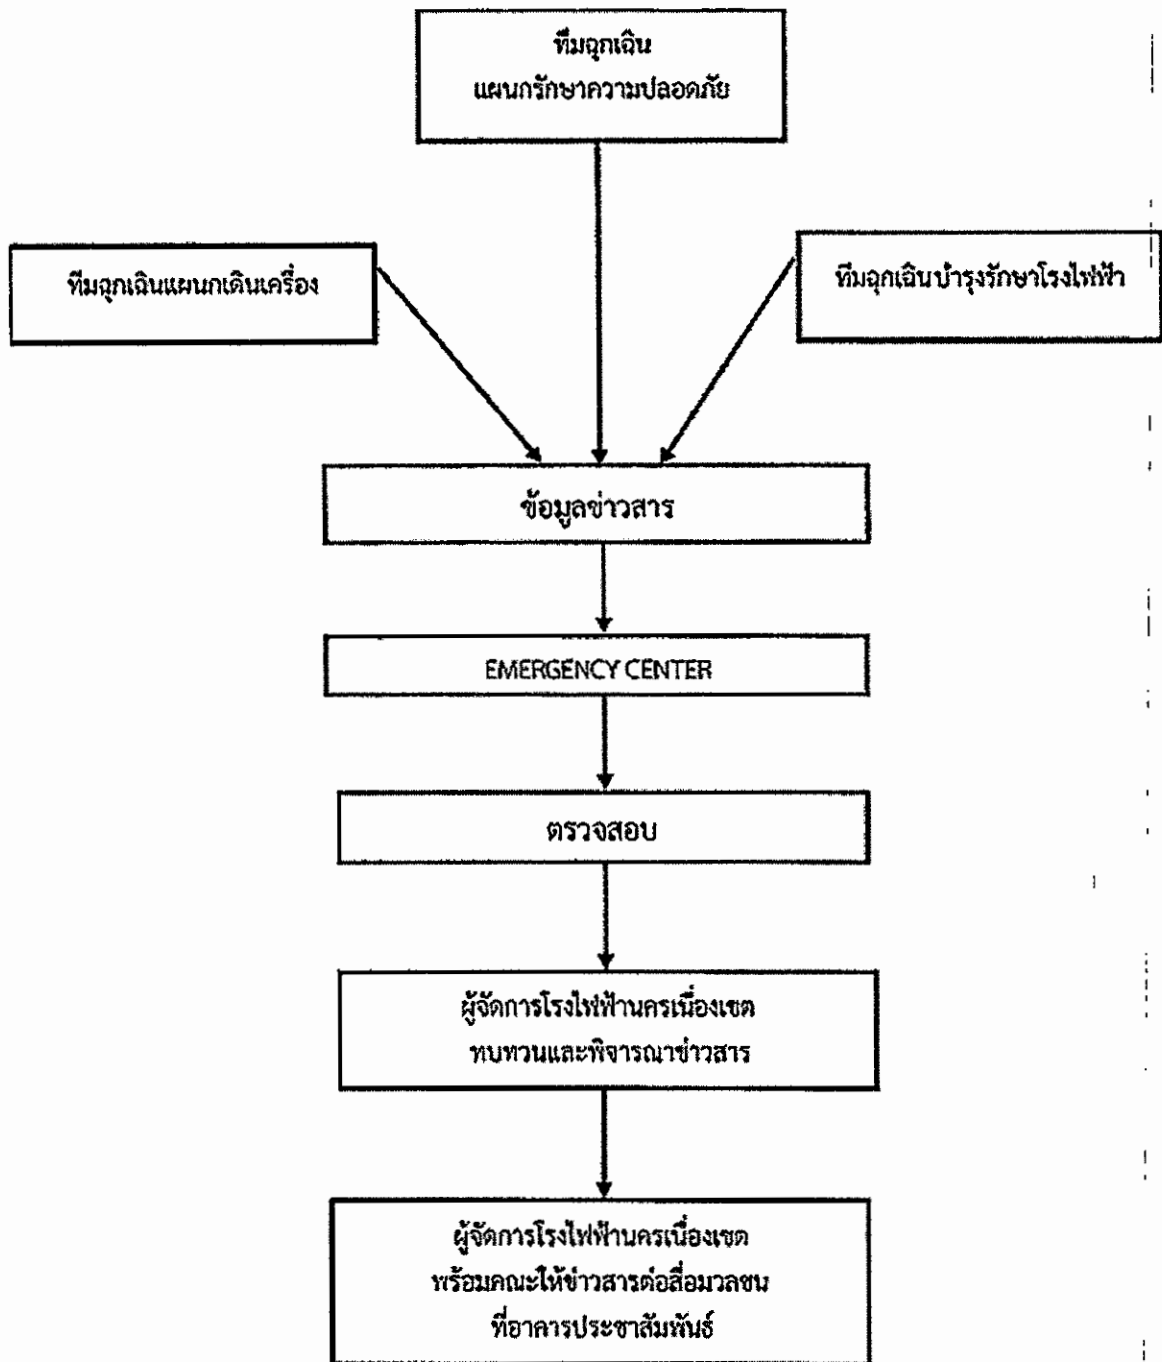 ทีมฉุกเฉิน
แผนกรักษาความปลอดภัย
ทีมฉุกเฉินแผนกเดินเครื่อง
ทีมฉุกเฉินบำรุงรักษาโรงไฟฟ้า
ข้อมูลข่าวสาร
EMERGENCY CENTER
ตรวจสอบ
ผู้จัดการโรงไฟฟ้านครเนื่องเขต
ทบทวนและพิจารณาข่าวสาร
ผู้จัดการโรงไฟฟ้านครเนื่องเขต
พร้อมคณะให้ข่าวสารต่อสื่อมวลชน
ที่อาคารประชาสัมพันธ์